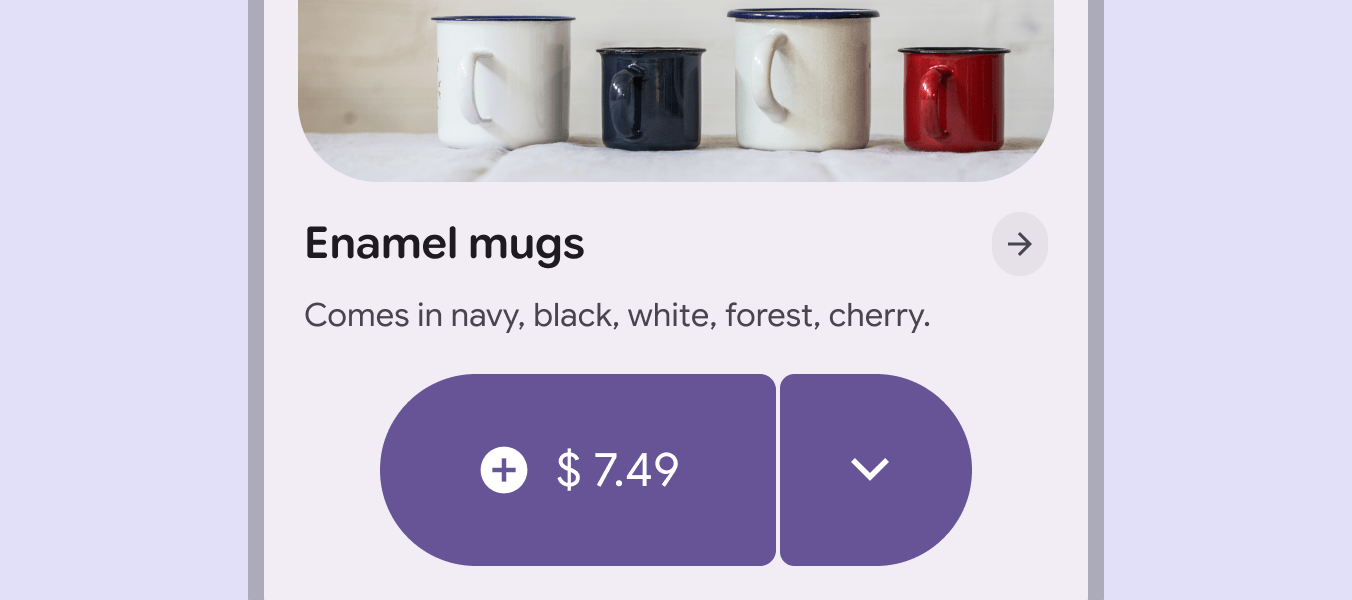 Enamel mugs
Comes in navy, black, white, forest, cherry.
$ 7.49